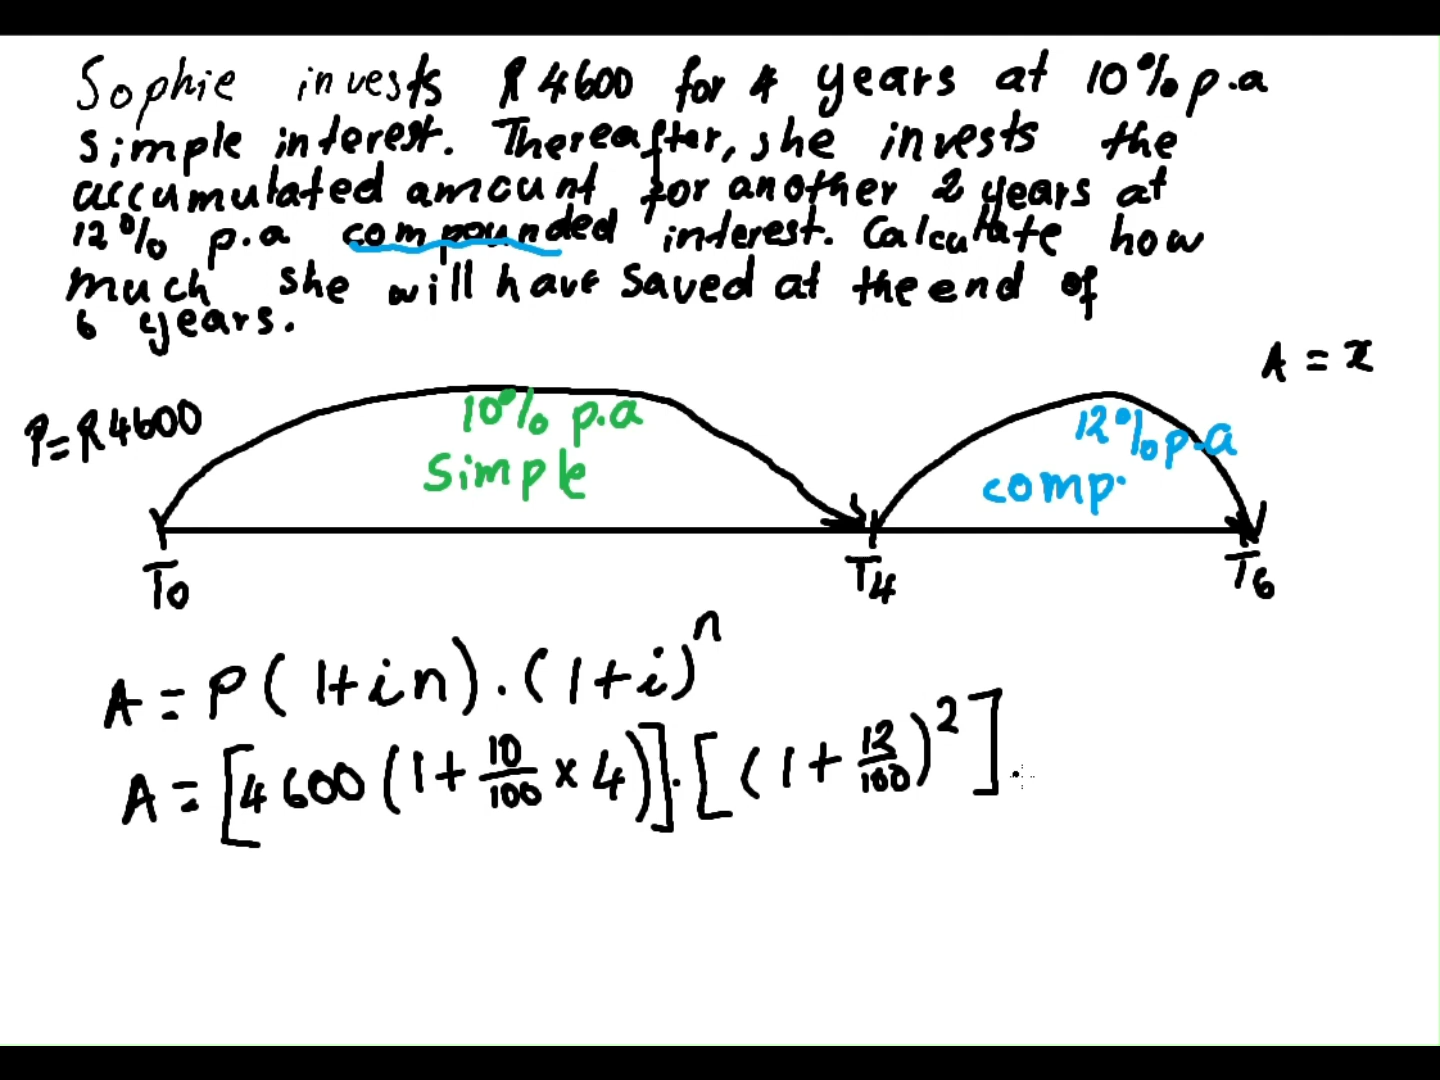 Sophie invests R4600 for 4 years at 10% p.a
simple interest. Thereafter, she invests the
accumulated amount for another 2 years at
12% p.a compounded interest. Calculate how
much she will have saved at the end of
6 years.
A = x
P=R4600
10% p.a
simple
12% p.a
comp.
T0
T4
T6
A = P(1+in).(1+i)^n
A = [4600(1+10/100×4)].[(1+12/100)^2]